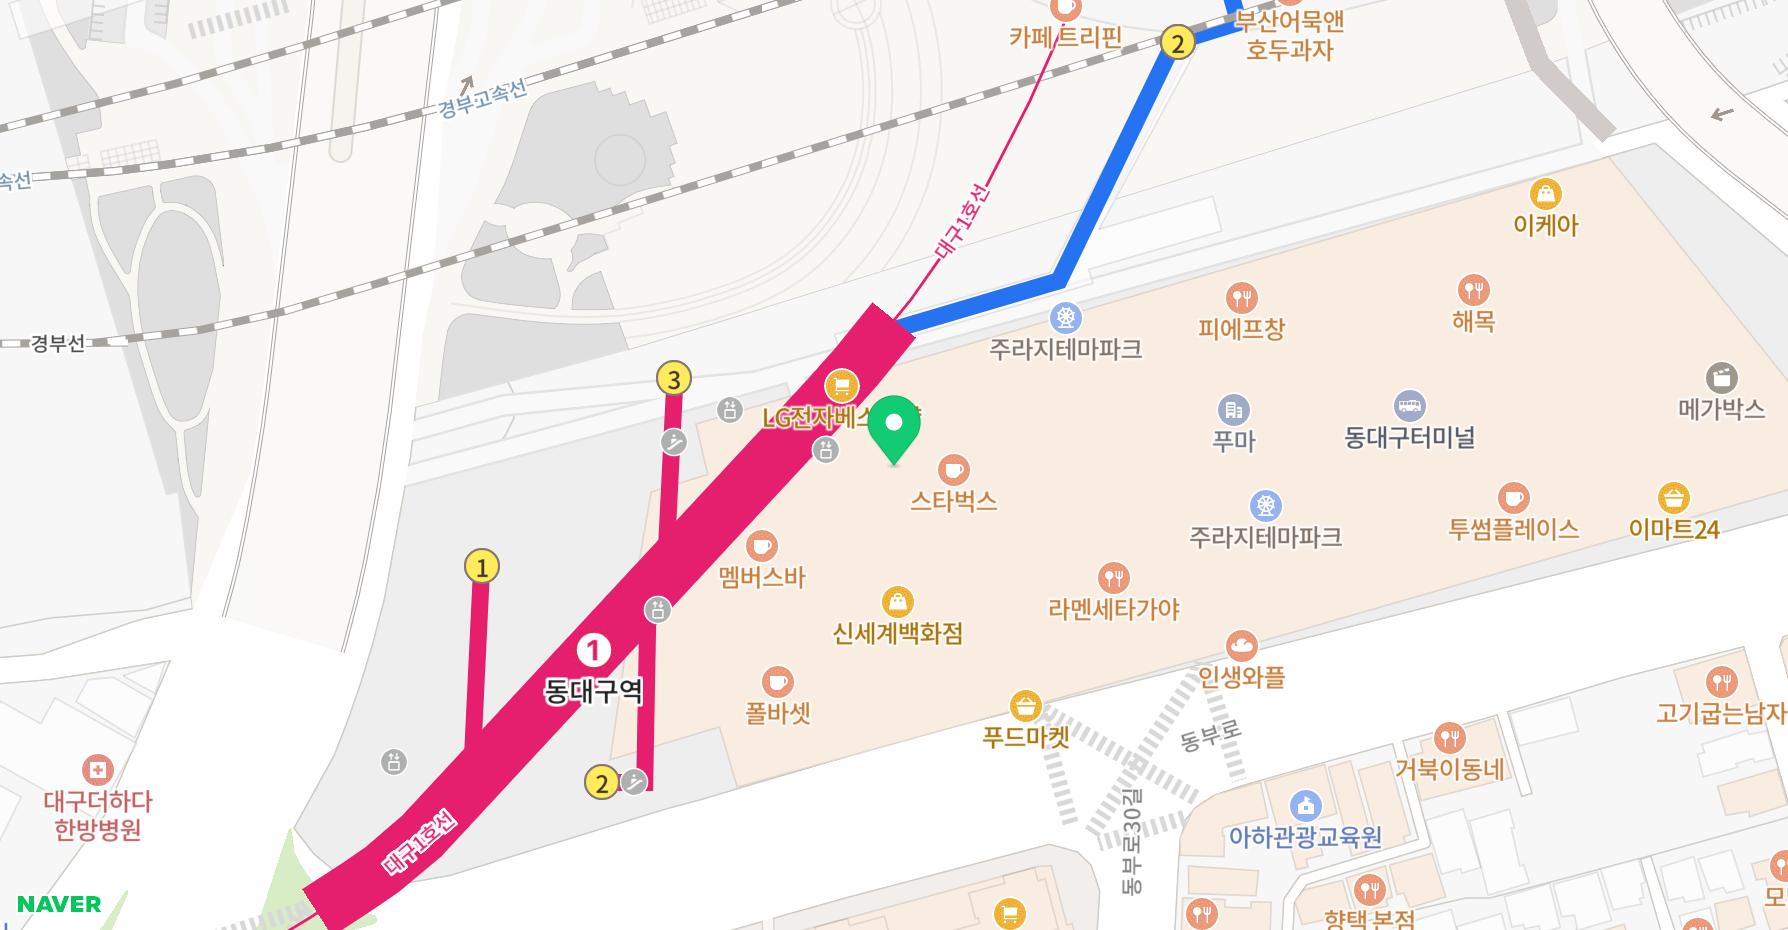 카페 트리핀
2
부산어묵앤
호두과자
경부고속선
속선
대구1호선
이케아
경부선
주라지테마파크
피에프창
해목
3
LG전자베스
푸마
동대구터미널
메가박스
스타벅스
주라지테마파크
투썸플레이스
이마트24
1
멤버스바
라멘세타가야
신세계백화점
1
동대구역
인생와플
폴바셋
푸드마켓
동부로
고기굽는남자
2
거북이동네
대구더하다
한방병원
대구1호선
동부로30길
아하관광교육원
NAVER
향택 본점